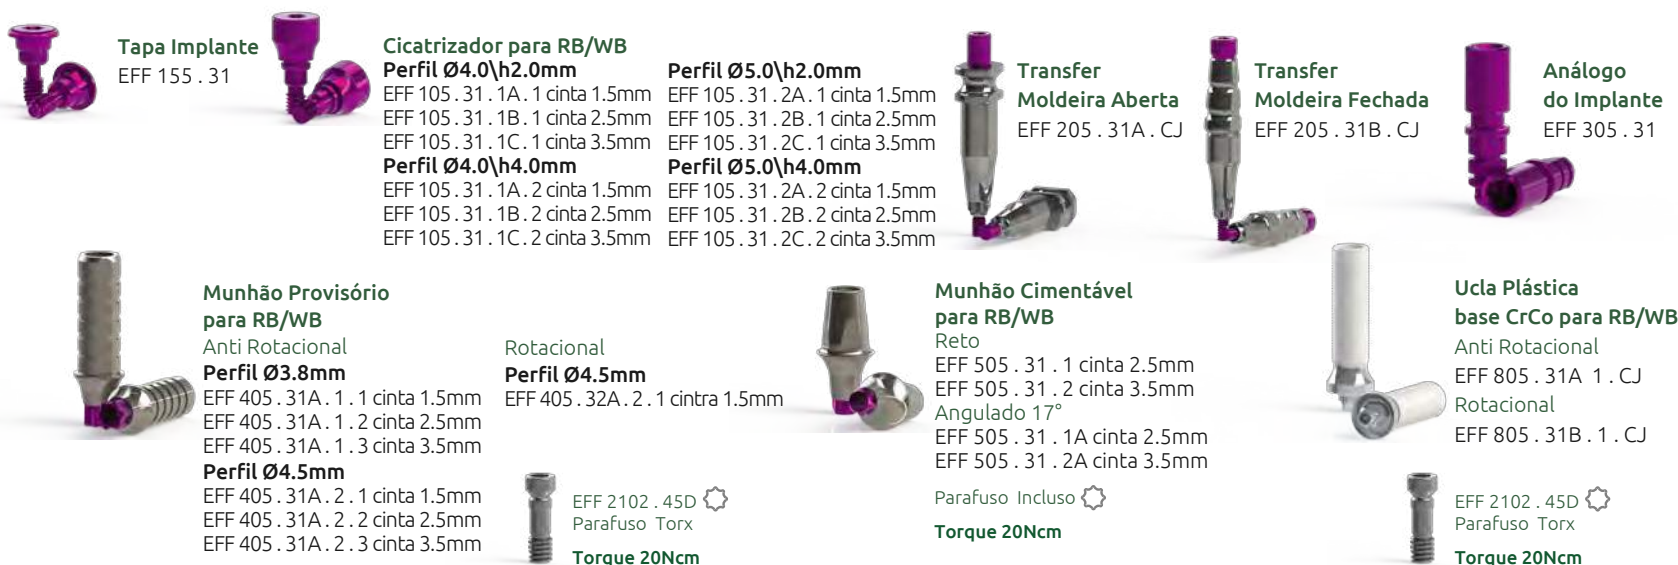 Tapa Implante
EFF 155 . 31
Cicatrizador para RB/WB
Perfil Ø4.0\h2.0mm
EFF 105 . 31 . 1A . 1 cinta 1.5mm
EFF 105 . 31 . 1B . 1 cinta 2.5mm
EFF 105 . 31 . 1C . 1 cinta 3.5mm
Perfil Ø4.0\h4.0mm
EFF 105 . 31 . 1A . 2 cinta 1.5mm
EFF 105 . 31 . 1B . 2 cinta 2.5mm
EFF 105 . 31 . 1C . 2 cinta 3.5mm
Perfil Ø5.0\h2.0mm
EFF 105 . 31 . 2A . 1 cinta 1.5mm
EFF 105 . 31 . 2B . 1 cinta 2.5mm
EFF 105 . 31 . 2C . 1 cinta 3.5mm
Perfil Ø5.0\h4.0mm
EFF 105 . 31 . 2A . 2 cinta 1.5mm
EFF 105 . 31 . 2B . 2 cinta 2.5mm
EFF 105 . 31 . 2C . 2 cinta 3.5mm
Transfer
Moldeira Aberta
EFF 205 . 31A . CJ
Transfer
Moldeira Fechada
EFF 205 . 31B . CJ
Análogo
do Implante
EFF 305 . 31
Munhão Provisório
para RB/WB
Anti Rotacional
Perfil Ø3.8mm
EFF 405 . 31A . 1 . 1 cinta 1.5mm
EFF 405 . 31A . 1 . 2 cinta 2.5mm
EFF 405 . 31A . 1 . 3 cinta 3.5mm
Perfil Ø4.5mm
EFF 405 . 31A . 2 . 1 cinta 1.5mm
EFF 405 . 31A . 2 . 2 cinta 2.5mm
EFF 405 . 31A . 2 . 3 cinta 3.5mm
Rotacional
Perfil Ø4.5mm
EFF 405 . 32A . 2 . 1 cintra 1.5mm
EFF 2102 . 45D
Parafuso Torx
Torque 20Ncm
Munhão Cimentável
para RB/WB
Reto
EFF 505 . 31 . 1 cinta 2.5mm
EFF 505 . 31 . 2 cinta 3.5mm
Angulado 17°
EFF 505 . 31 . 1A cinta 2.5mm
EFF 505 . 31 . 2A cinta 3.5mm
Parafuso Incluso
Torque 20Ncm
Ucla Plástica
base CrCo para RB/WB
Anti Rotacional
EFF 805 . 31A 1 . CJ
Rotacional
EFF 805 . 31B . 1 . CJ
EFF 2102 . 45D
Parafuso Torx
Torque 20Ncm